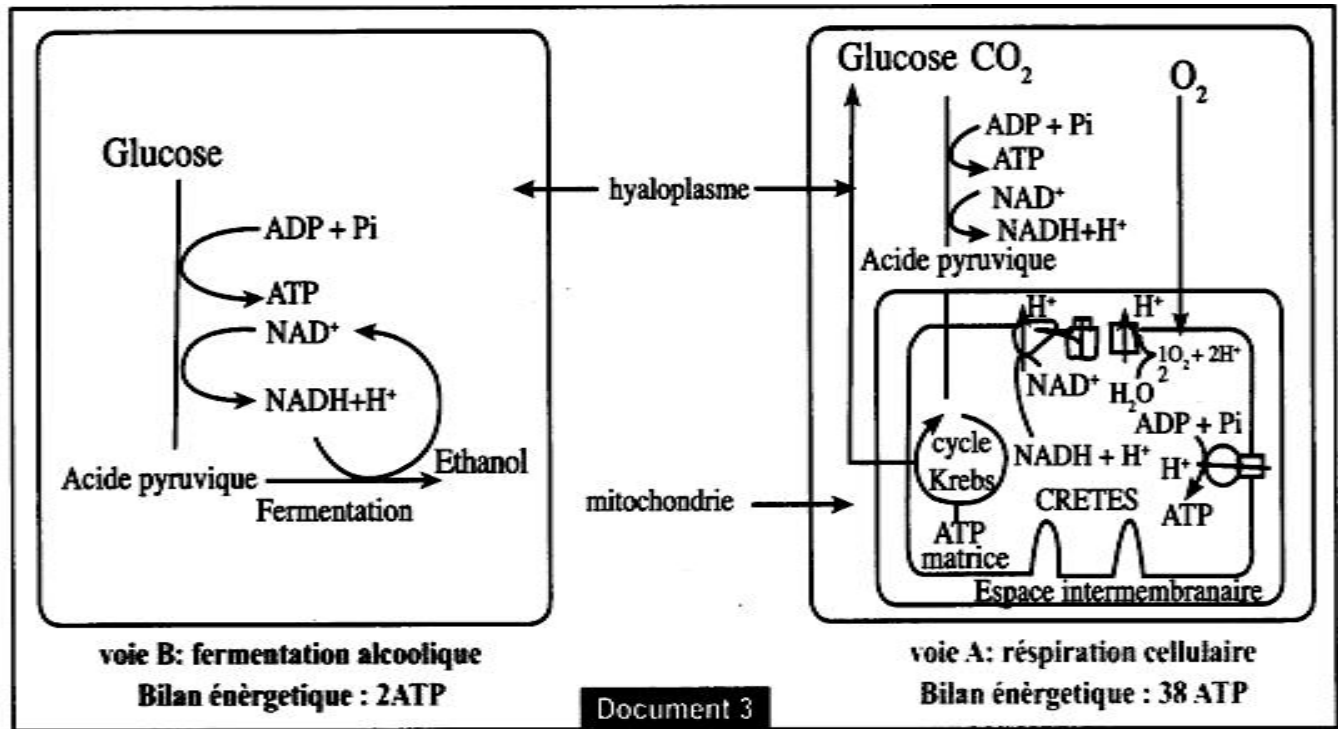 Glucose
ADP + Pi
ATP
NAD⁺
NADH+H⁺
Acide pyruvique
Ethanol
Fermentation
hyaloplasme
mitochondrie
Glucose CO₂
O₂
ADP + Pi
ATP
NAD⁺
NADH+H⁺
Acide pyruvique
H⁺
H⁺
NAD⁺
1O₂ + 2H⁺
2
H₂O
ADP + Pi
cycle
Krebs
NADH + H⁺
H⁺
ATP
CRETES
ATP
matrice
Espace intermembranaire
voie B: fermentation alcoolique
Bilan énèrgetique : 2ATP
voie A: réspiration cellulaire
Bilan énèrgetique : 38 ATP
Document 3